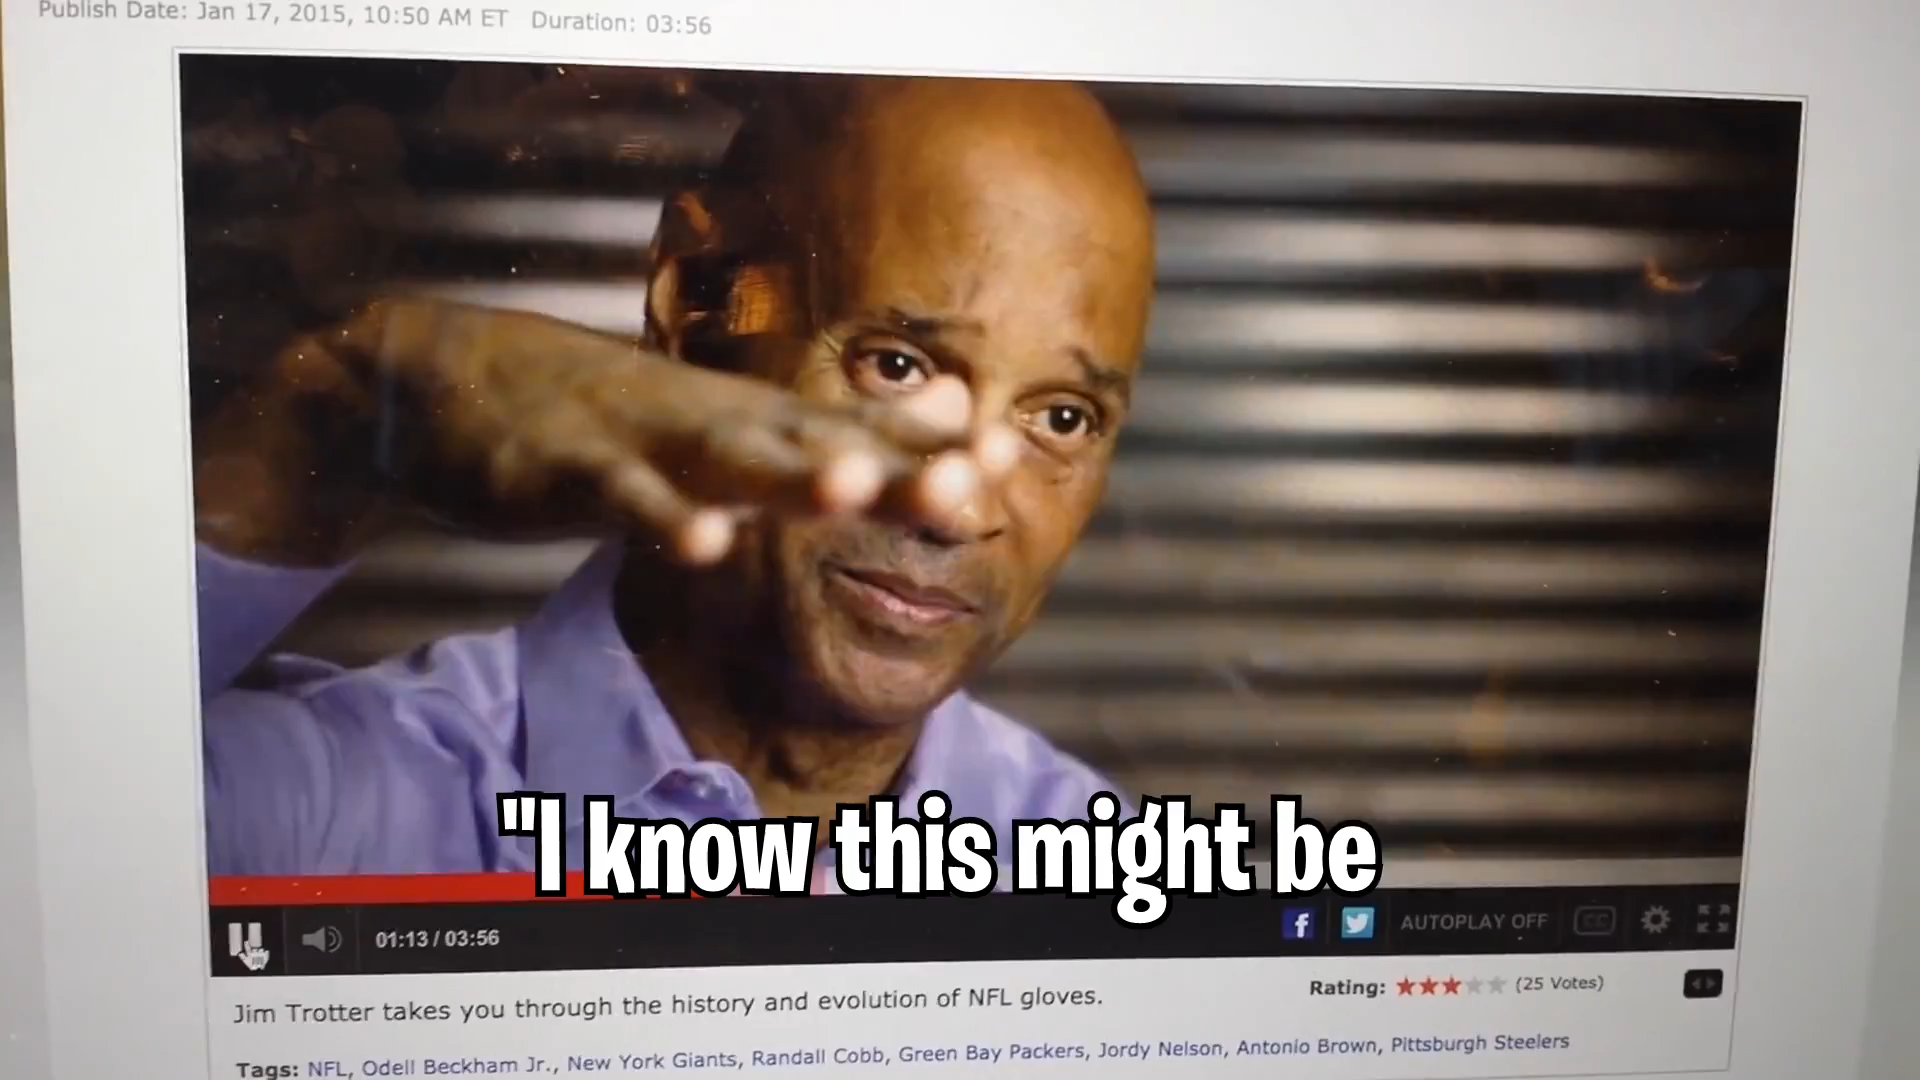 Publish Date: Jan 17, 2015, 10:50 AM ET Duration: 03:56
"I know this might be
01:13 / 03:56
f
AUTOPLAY OFF
CC
Rating: (25 Votes)
Jim Trotter takes you through the history and evolution of NFL gloves.
Tags: NFL, Odell Beckham Jr., New York Giants, Randall Cobb, Green Bay Packers, Jordy Nelson, Antonio Brown, Pittsburgh Steelers